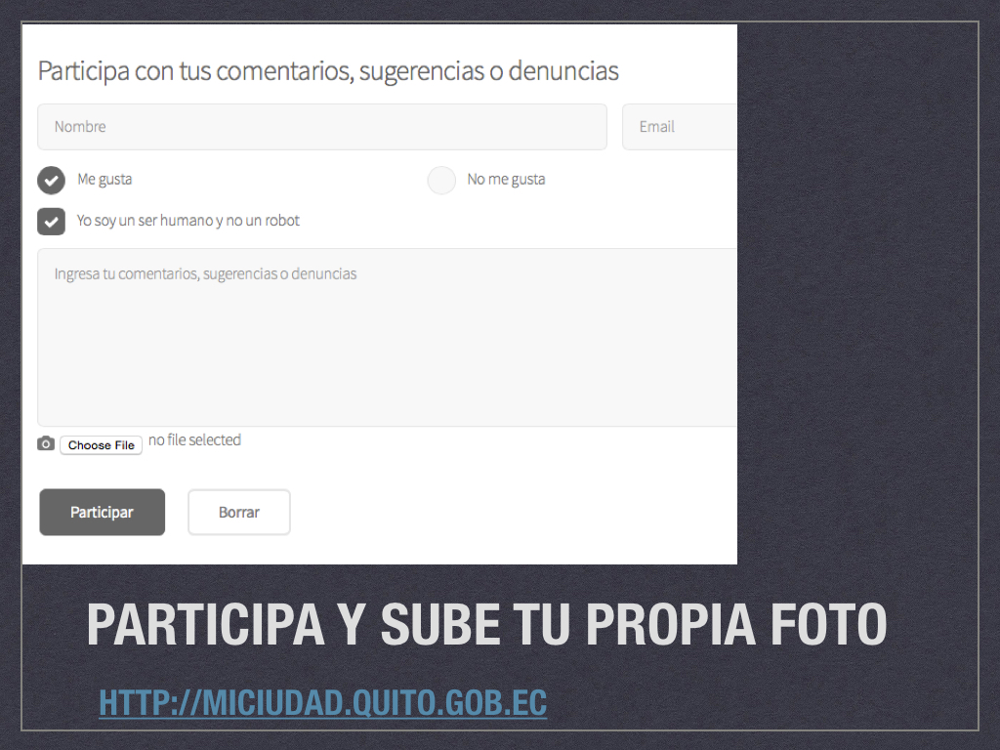 Participa con tus comentarios, sugerencias o denuncias
Nombre
Email
Me gusta
No me gusta
Yo soy un ser humano y no un robot
Ingresa tu comentarios, sugerencias o denuncias
Choose File no file selected
Participar
Borrar
PARTICIPA Y SUBE TU PROPIA FOTO
HTTP://MICIUDAD.QUITO.GOB.EC